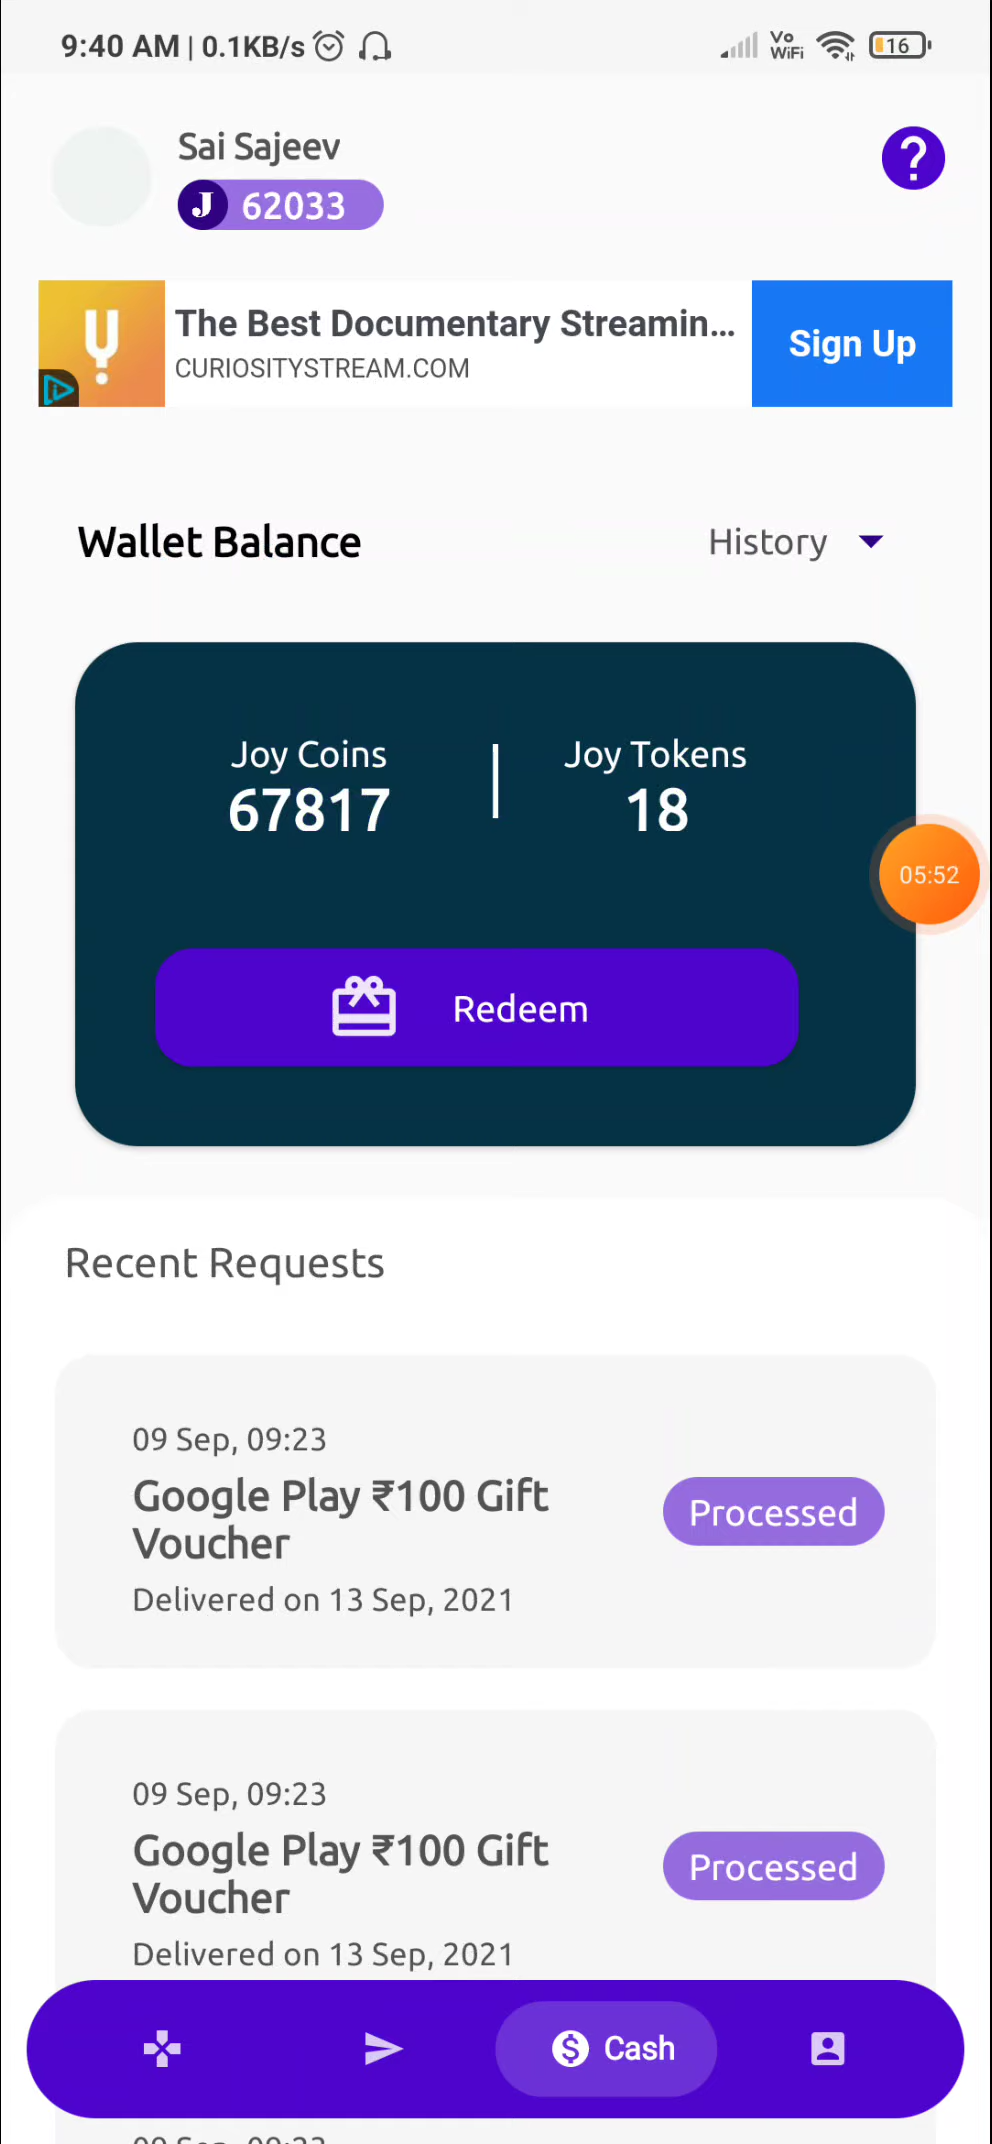 9:40 AM | 0.1KB/s
Vo
WiFi
16
Sai Sajeev
J 62033
?
The Best Documentary Streamin...
CURIOSITYSTREAM.COM
Sign Up
Wallet Balance
History
Joy Coins
67817
Joy Tokens
18
05:52
Redeem
Recent Requests
09 Sep, 09:23
Google Play ₹100 Gift
Voucher
Delivered on 13 Sep, 2021
Processed
09 Sep, 09:23
Google Play ₹100 Gift
Voucher
Delivered on 13 Sep, 2021
Processed
$ Cash